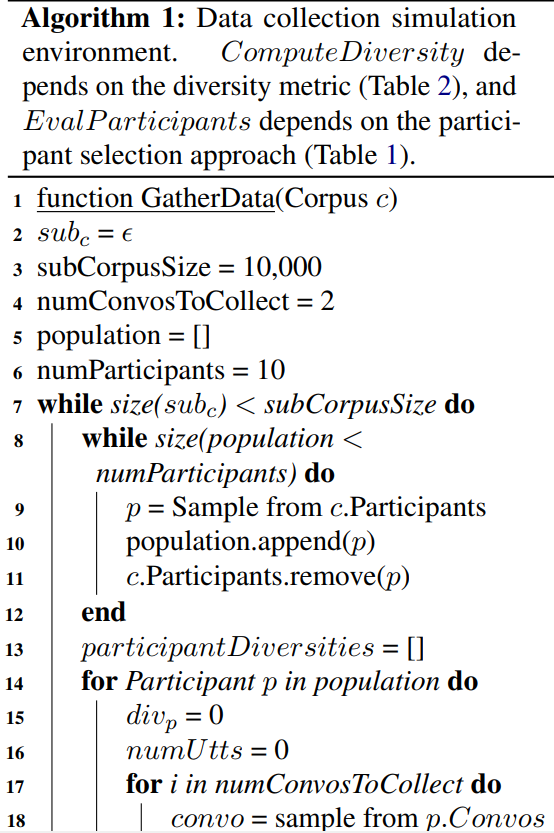 Algorithm 1: Data collection simulation
environment. ComputeDiversity de-
pends on the diversity metric (Table 2), and
EvalParticipants depends on the partici-
pant selection approach (Table 1).
1 function GatherData(Corpus c)
2 sub_c = ϵ
3 subCorpusSize = 10,000
4 numConvosToCollect = 2
5 population = []
6 numParticipants = 10
7 while size(sub_c) < subCorpusSize do
8 while size(population <
numParticipants) do
9 p = Sample from c.Participants
10 population.append(p)
11 c.Participants.remove(p)
12 end
13 participantDiversities = []
14 for Participant p in population do
15 div_p = 0
16 numUtts = 0
17 for i in numConvosToCollect do
18 convo = sample from p.Convos